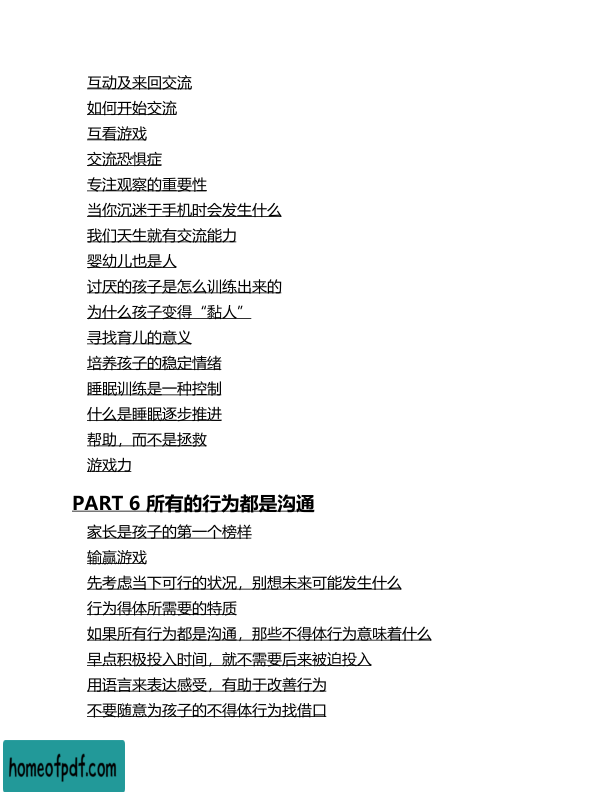 互动及来回交流
如何开始交流
互看游戏
交流恐惧症
专注观察的重要性
当你沉迷于手机时会发生什么
我们天生就有交流能力
婴幼儿也是人
讨厌的孩子是怎么训练出来的
为什么孩子变得“黏人”
寻找育儿的意义
培养孩子的稳定情绪
睡眠训练是一种控制
什么是睡眠逐步推进
帮助，而不是拯救
游戏力
PART 6 所有的行为都是沟通
家长是孩子的第一个榜样
输赢游戏
先考虑当下可行的状况，别想未来可能发生什么
行为得体所需要的特质
如果所有行为都是沟通，那些不得体行为意味着什么
早点积极投入时间，就不需要后来被迫投入
用语言来表达感受，有助于改善行为
不要随意为孩子的不得体行为找借口
homeofpdf.com